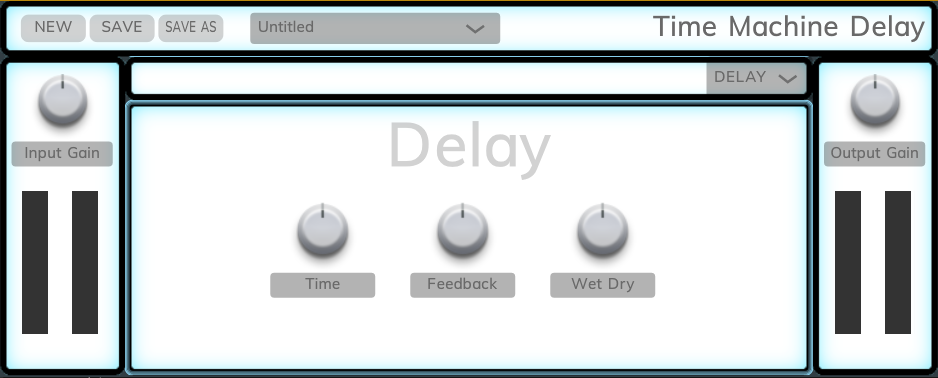 NEW SAVE SAVE AS Untitled Time Machine Delay
DELAY
Input Gain
Output Gain
Delay
Time Feedback Wet Dry